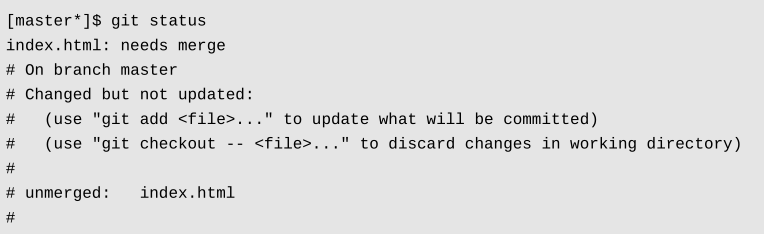 [master*]$ git status
index.html: needs merge
# On branch master
# Changed but not updated:
#   (use "git add <file>..." to update what will be committed)
#   (use "git checkout -- <file>..." to discard changes in working directory)
#
# unmerged:   index.html
#